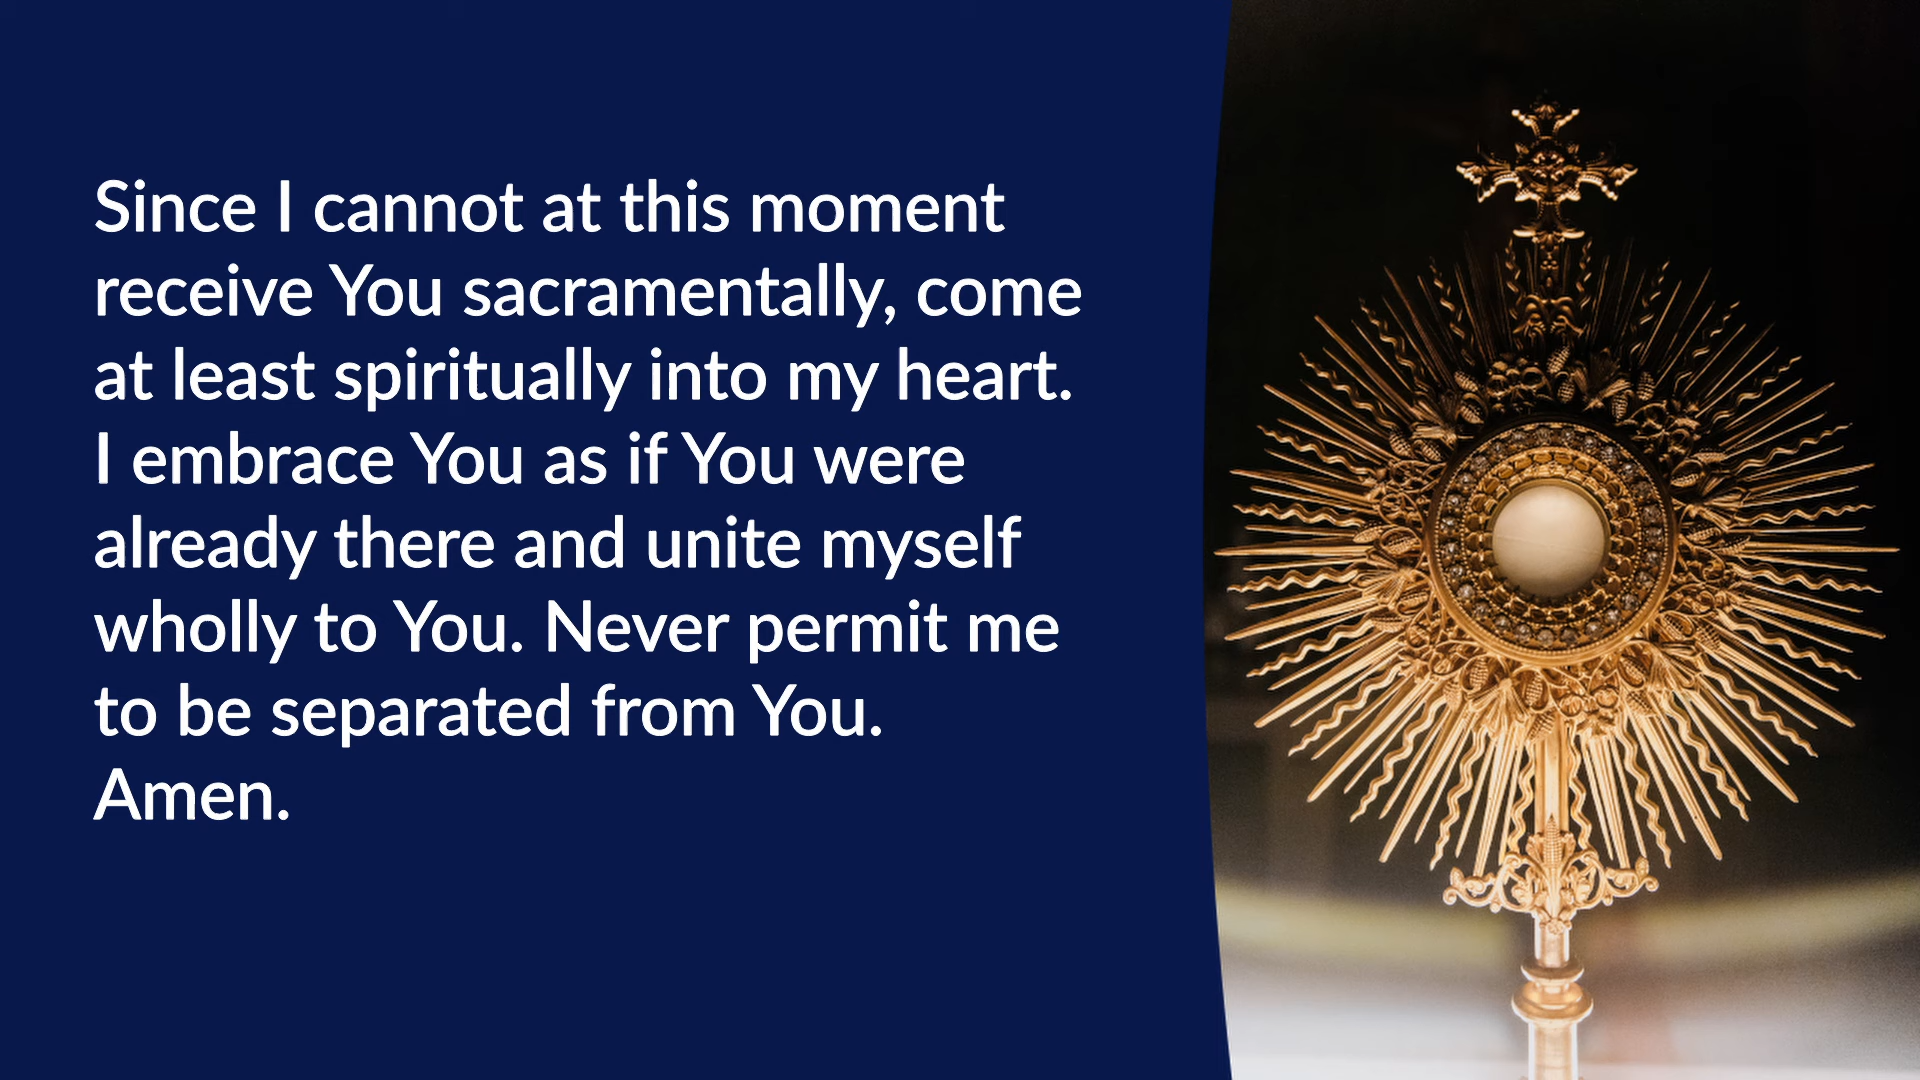 Since I cannot at this moment
receive You sacramentally, come
at least spiritually into my heart.
I embrace You as if You were
already there and unite myself
wholly to You. Never permit me
to be separated from You.
Amen.